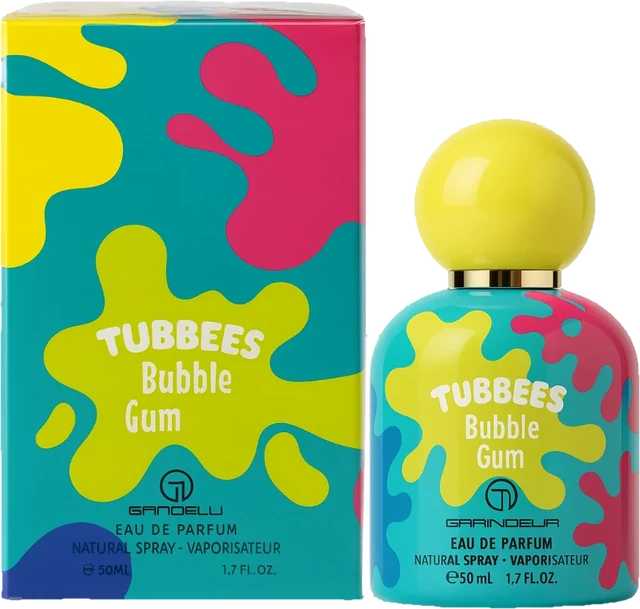 TUBBEES
Bubble
Gum
GANDELLI
EAU DE PARFUM
NATURAL SPRAY - VAPORISATEUR
℮ 50ML 1.7 FL.OZ.
TUBBEES
Bubble
Gum
GARINDEUR
EAU DE PARFUM
NATURAL SPRAY • VAPORISATEUR
℮50 mL 1,7 FL.OZ.